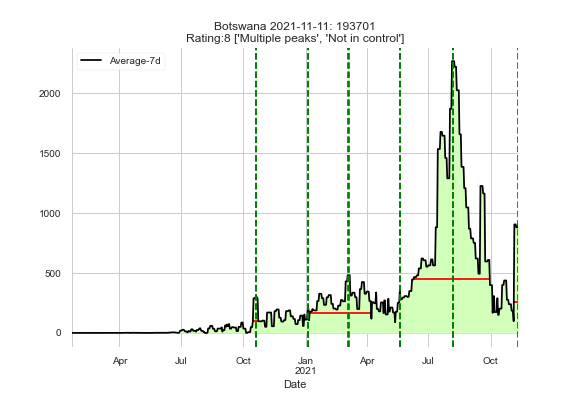 Botswana 2021-11-11: 193701
Rating:8 ['Multiple peaks', 'Not in control']
Average-7d
2000
1500
1000
500
0
Apr Jul Oct Jan Apr Jul Oct
2021
Date